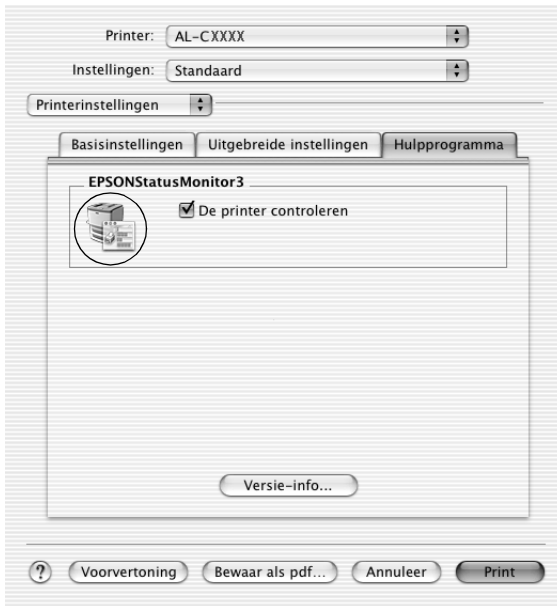 Printer: AL-CXXXX
Instellingen: Standaard
Printerinstellingen
Basisinstellingen Uitgebreide instellingen Hulpprogramma
EPSONStatusMonitor3
De printer controleren
Versie-info...
? Voorvertoning Bewaar als pdf... Annuleer Print